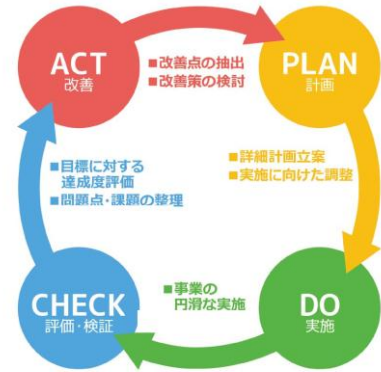 ACT
改善
■改善点の抽出
■改善策の検討
PLAN
計画
■詳細計画立案
■実施に向けた調整
DO
実施
■事業の
円滑な実施
CHECK
評価・検証
■目標に対する
達成度評価
■問題点・課題の整理